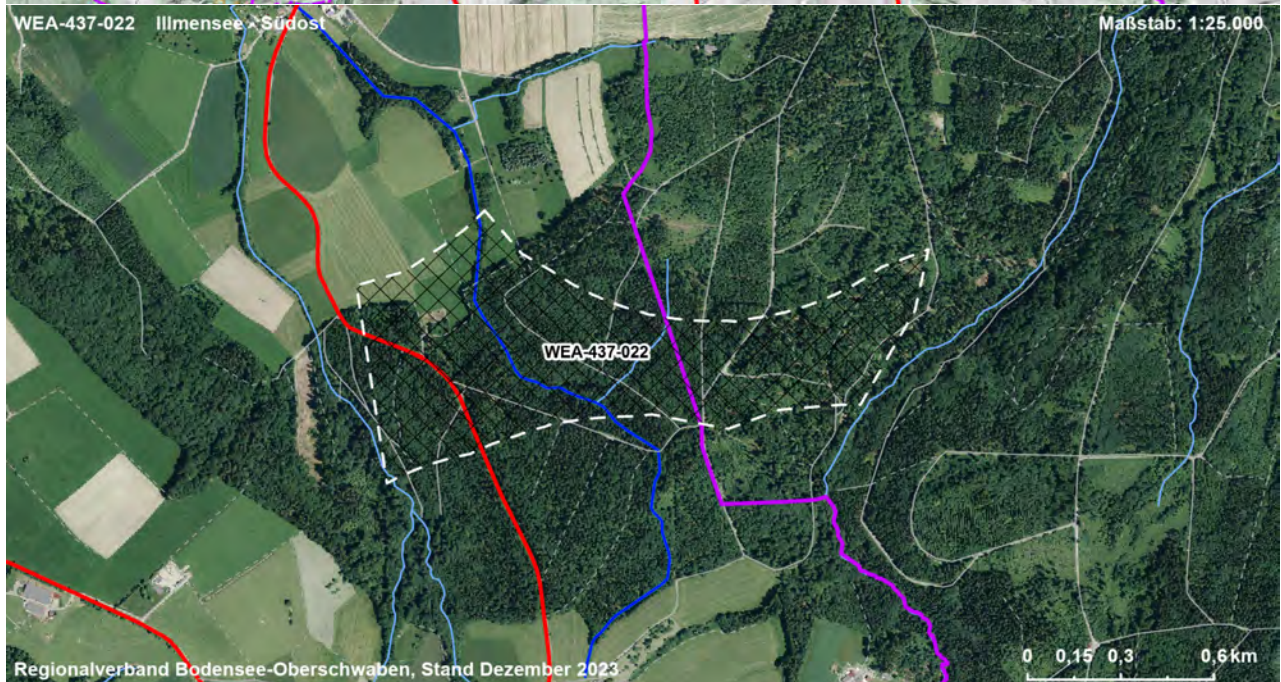 WEA-437-022 Illmensee - Südost
Maßstab: 1:25.000
WEA-437-022
Regionalverband Bodensee-Oberschwaben, Stand Dezember 2023
0 0,15 0,3 0,6 km